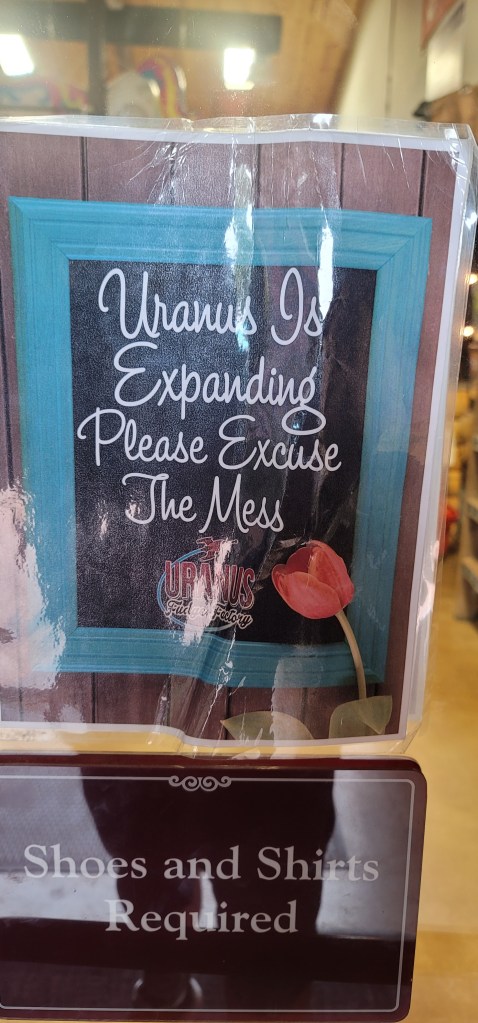 Uranus Is
Expanding
Please Excuse
The Mess
URANUS
Fudge Factory
Shoes and Shirts
Required